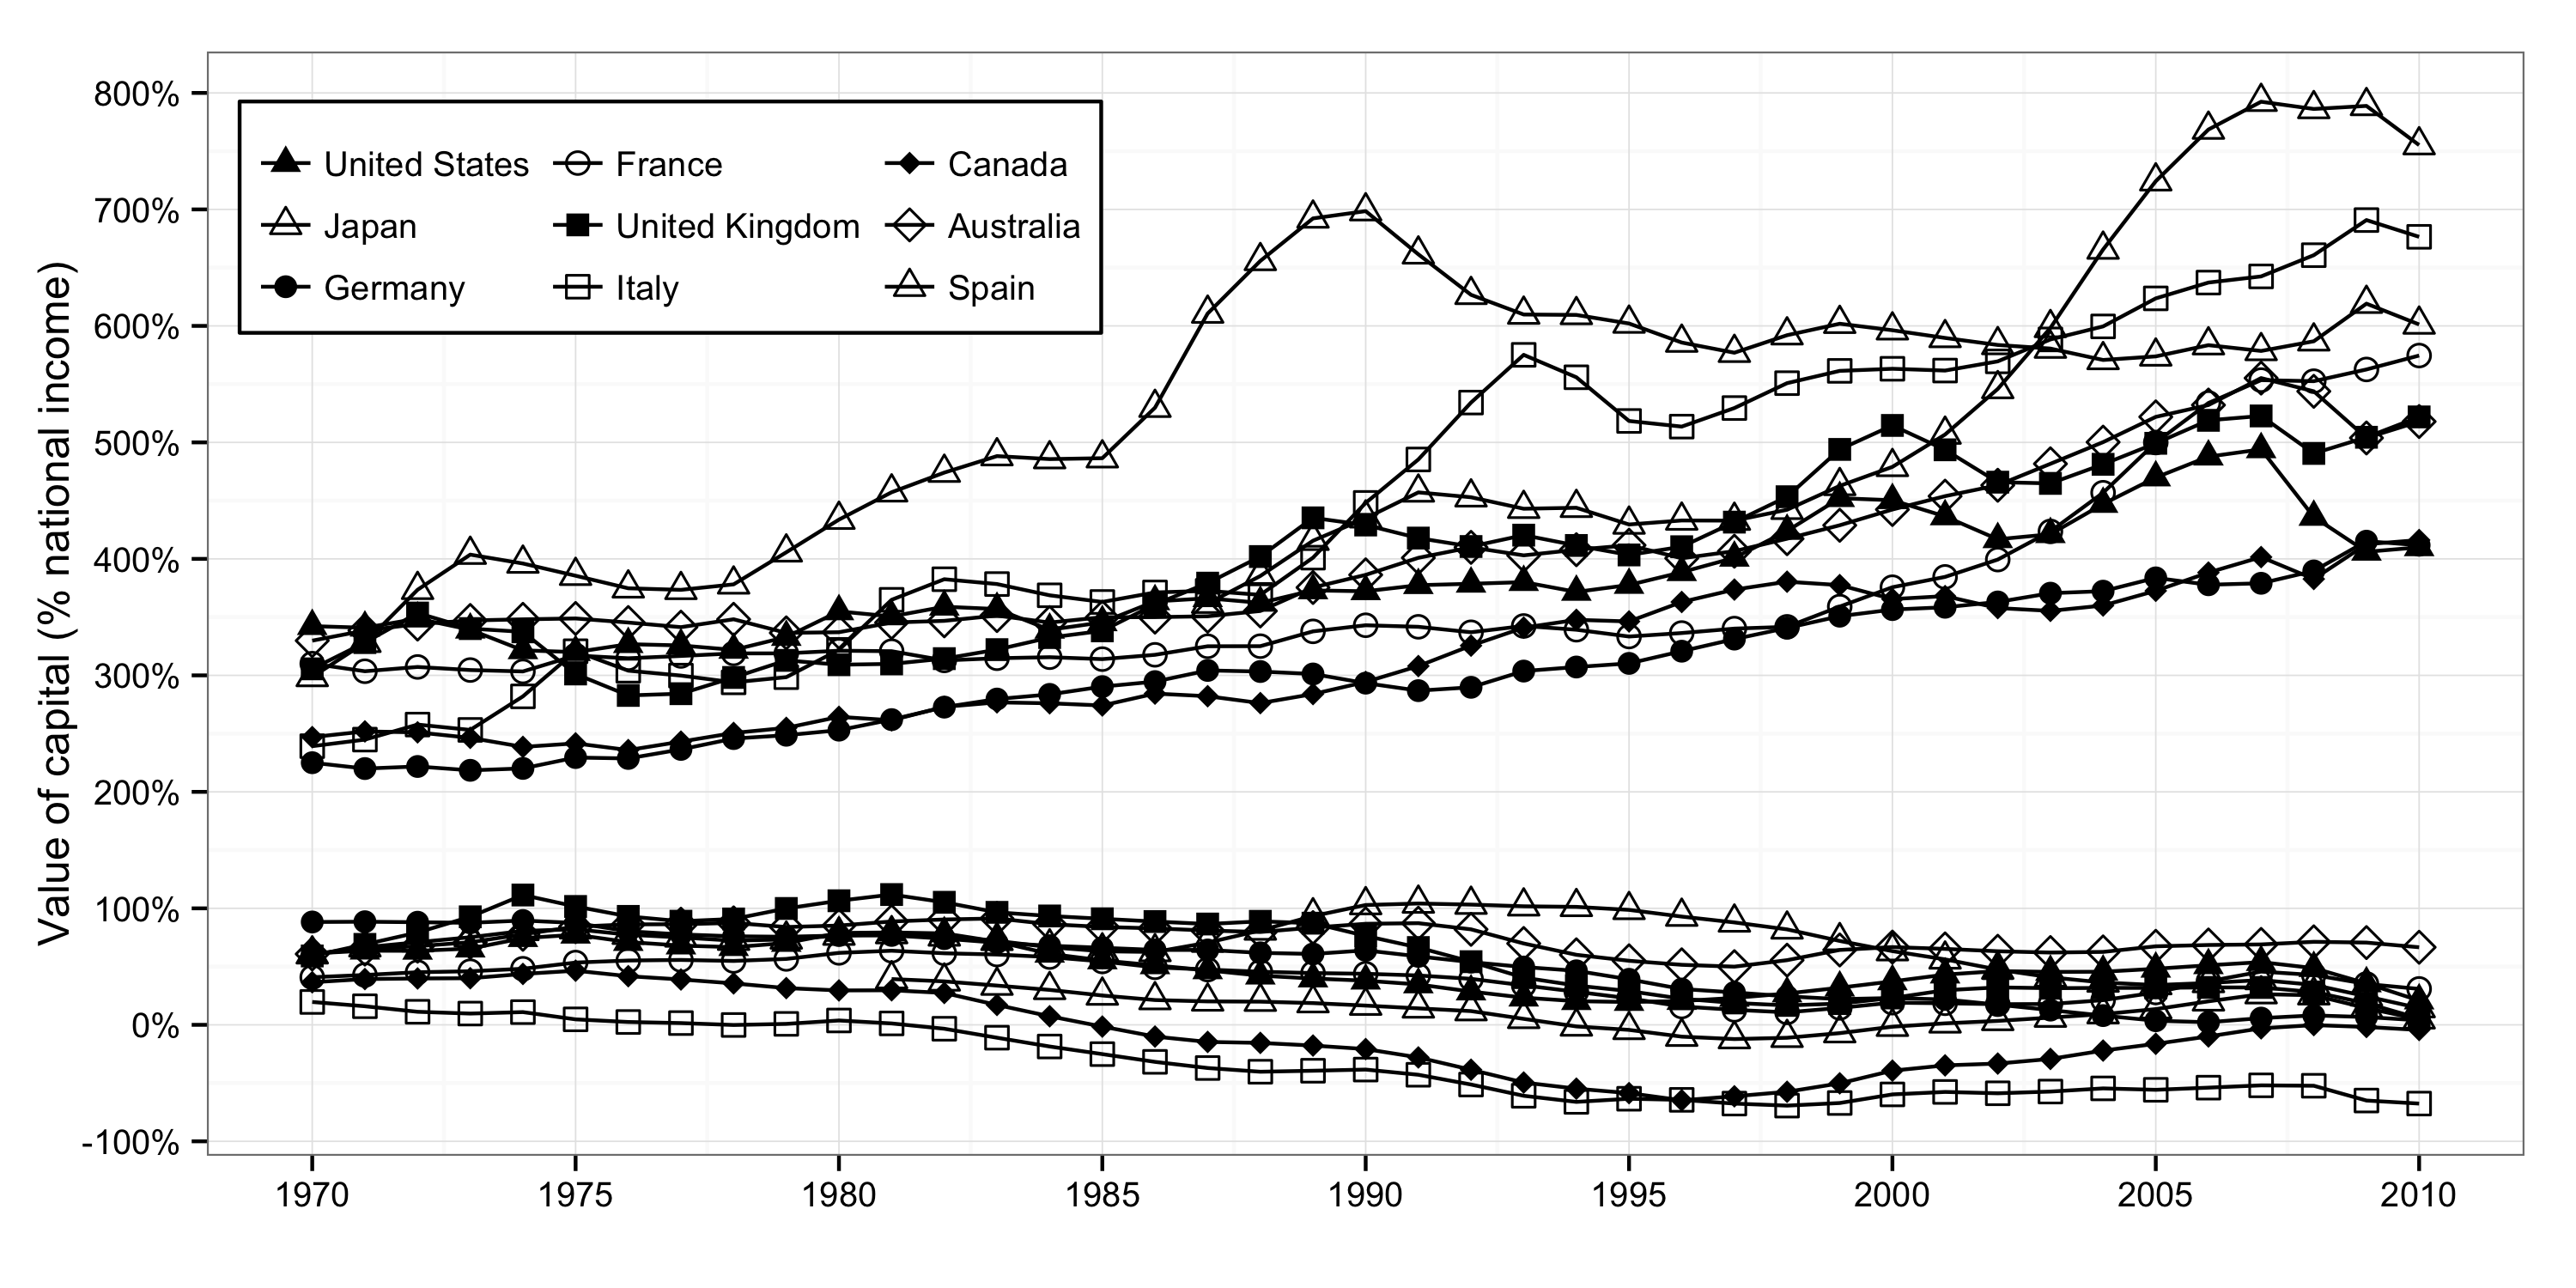 Value of capital (% national income)
800%
700%
600%
500%
400%
300%
200%
100%
0%
-100%
United States France Canada
Japan United Kingdom Australia
Germany Italy Spain
1970 1975 1980 1985 1990 1995 2000 2005 2010